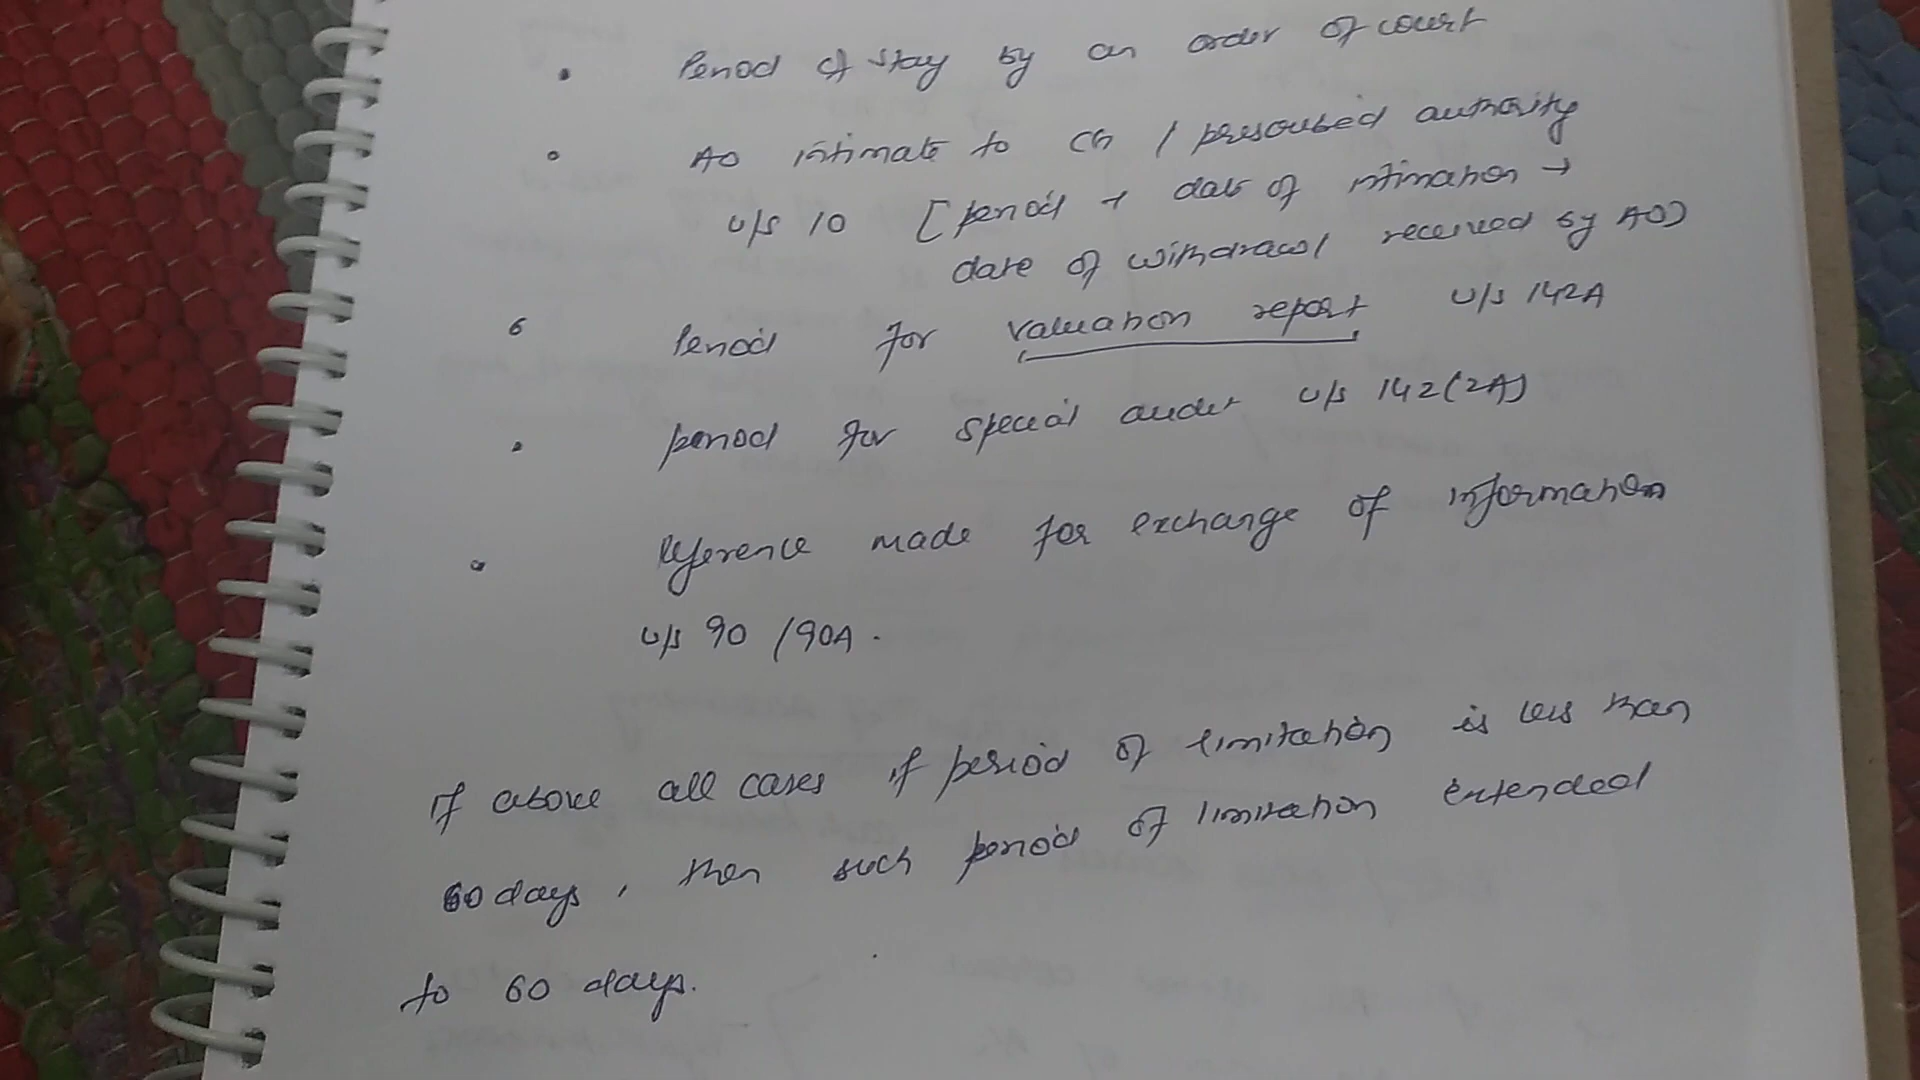 • Period of stay by an order of court
• AO intimate to CG / prescribed authority
u/s 10 [period → date of intimation →
date of withdrawal received by AO]
• Period for valuation report u/s 142A
• period for special audit u/s 142(2A)
• Reference made for exchange of information
u/s 90 /90A.
If above all cases if period of limitation is less than
60 days, then such period of limitation extended
to 60 days.